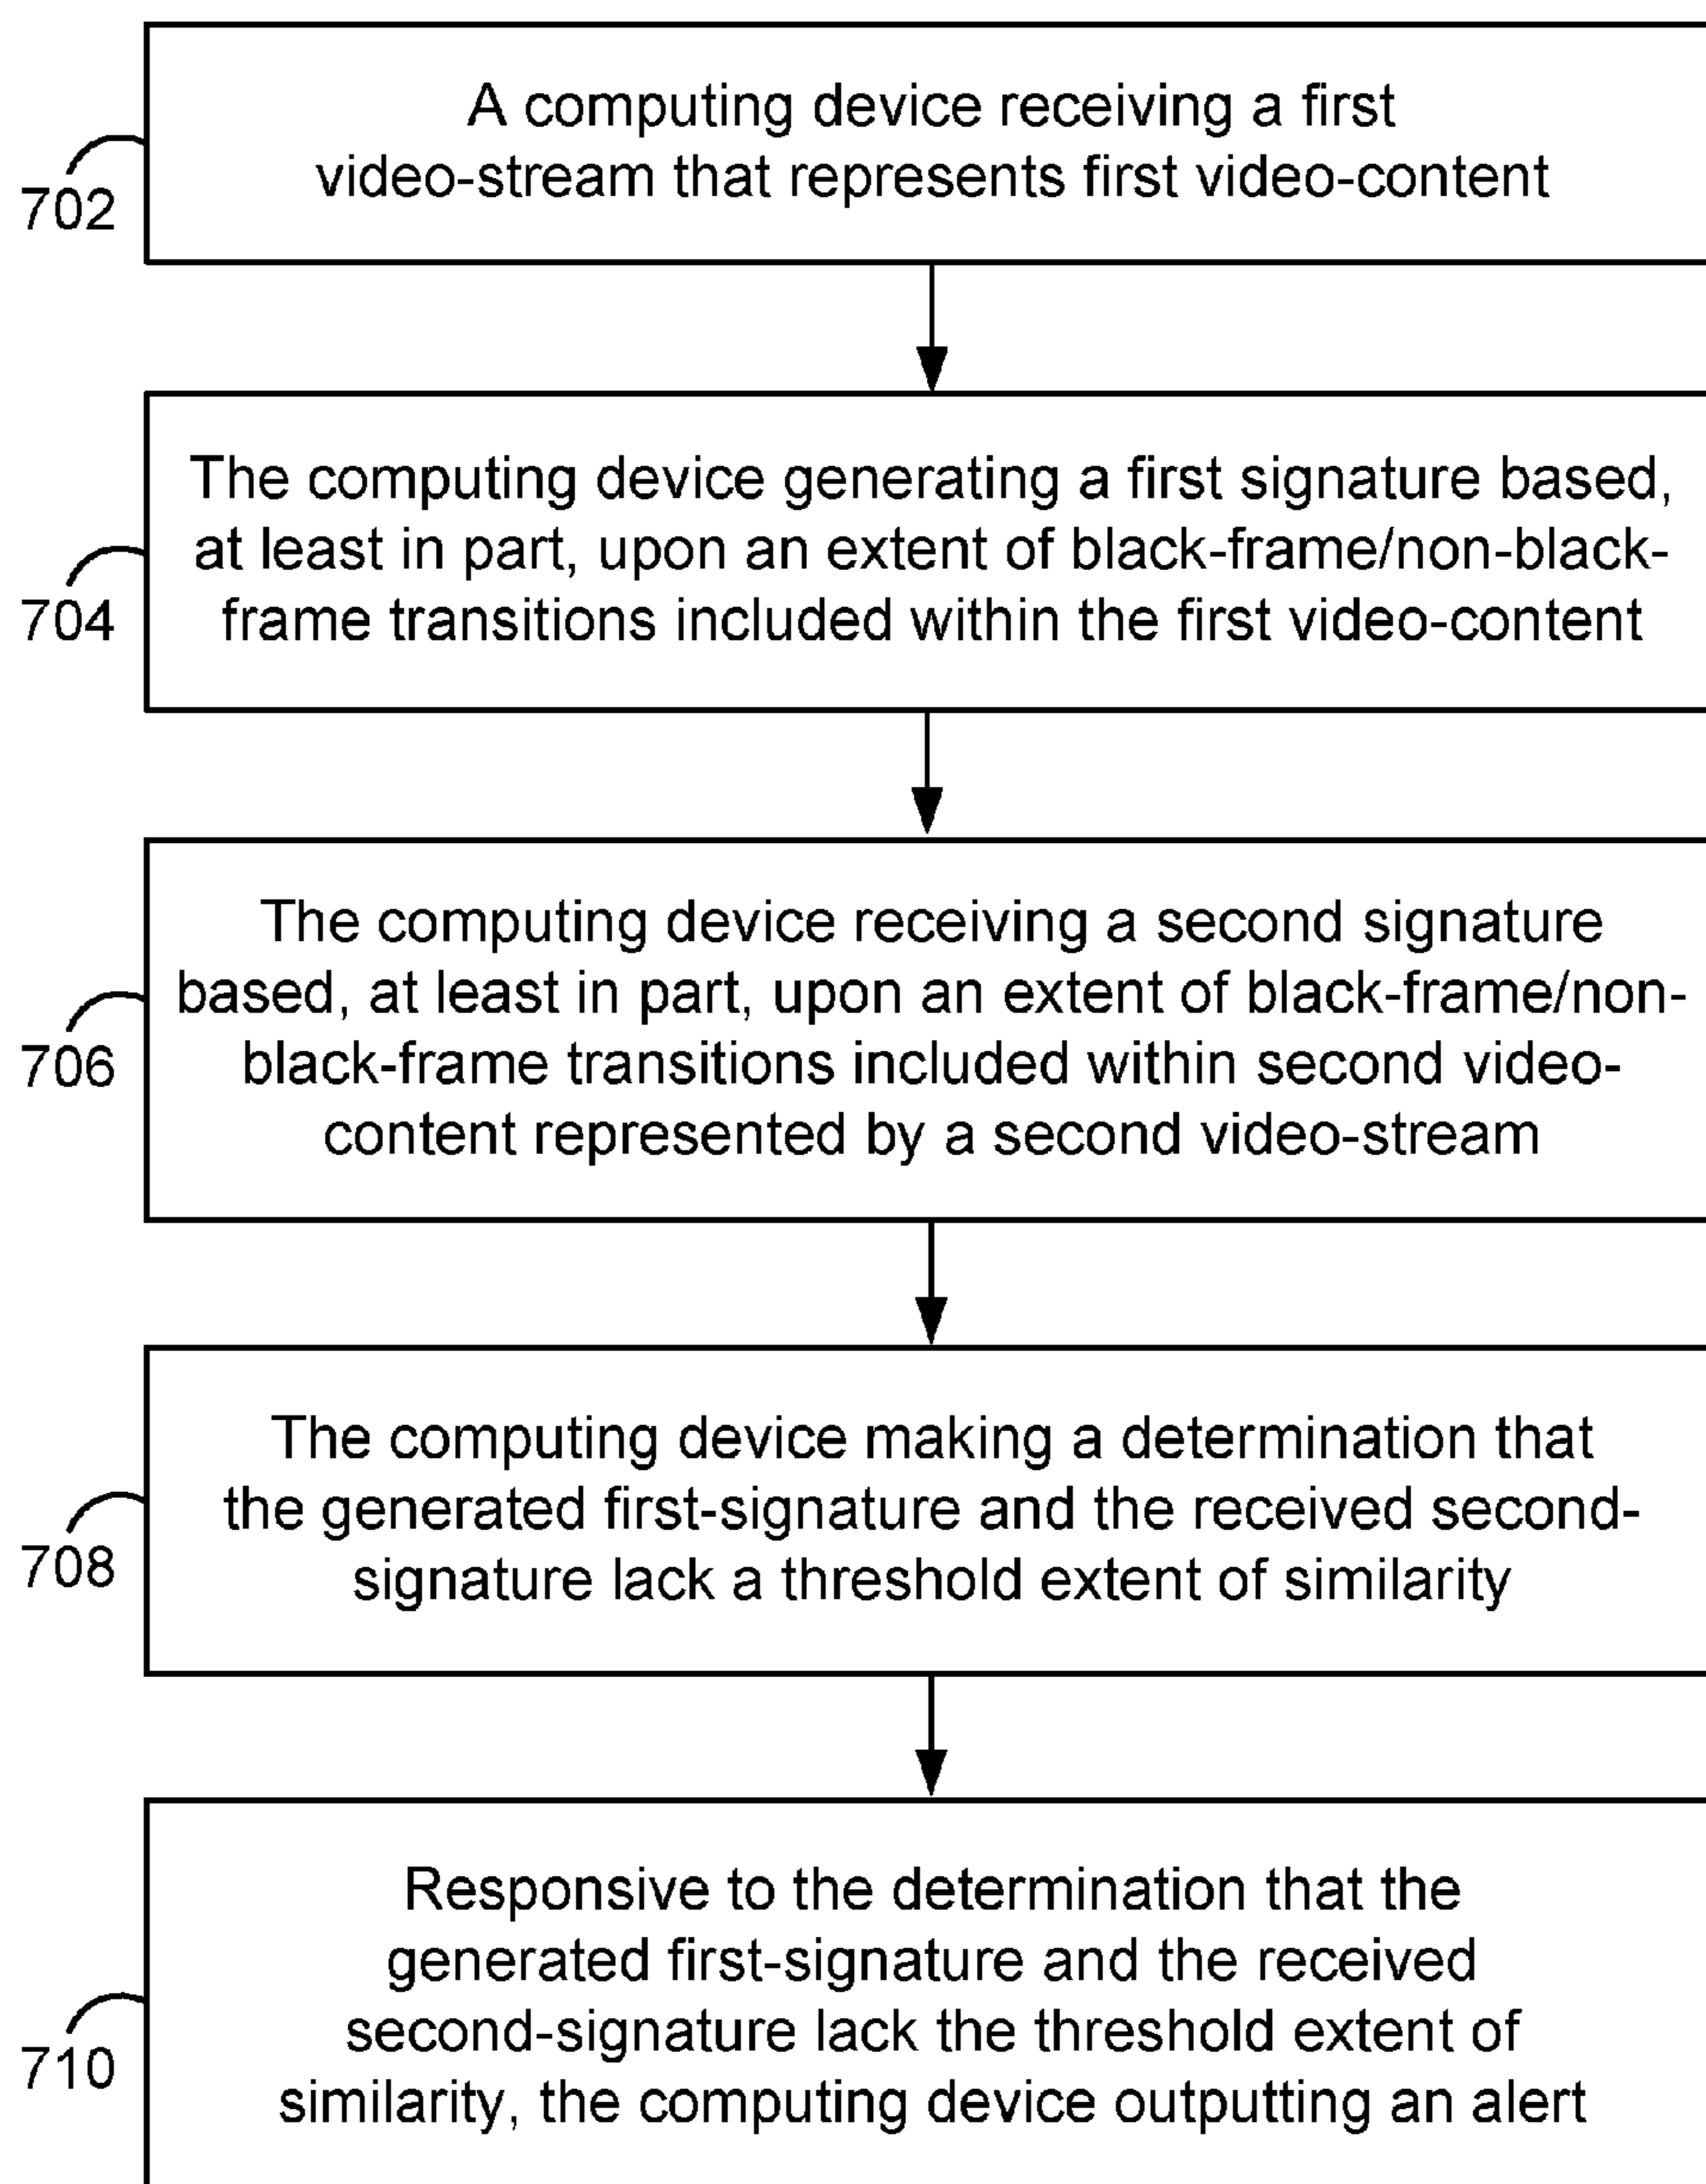 A computing device receiving a first
video-stream that represents first video-content
702
The computing device generating a first signature based,
at least in part, upon an extent of black-frame/non-black-
frame transitions included within the first video-content
704
The computing device receiving a second signature
based, at least in part, upon an extent of black-frame/non-
black-frame transitions included within second video-
content represented by a second video-stream
706
The computing device making a determination that
the generated first-signature and the received second-
signature lack a threshold extent of similarity
708
Responsive to the determination that the
generated first-signature and the received
second-signature lack the threshold extent of
similarity, the computing device outputting an alert
710